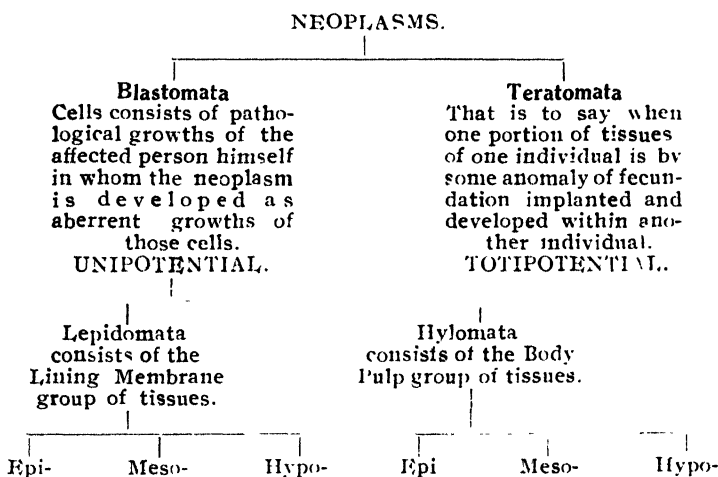 NEOPLASMS.
Blastomata
Cells consists of patho-
logical growths of the
affected person himself
in whom the neoplasm
is developed as
aberrent growths of
those cells.
UNIPOTENTIAL.
Teratomata
That is to say when
one portion of tissues
of one individual is by
some anomaly of fecun-
dation implanted and
developed within ano-
ther individual.
TOTIPOTENTIAL.
Lepidomata
consists of the
Lining Membrane
group of tissues.
Hylomata
consists of the Body
Pulp group of tissues.
Epi- Meso- Hypo- Epi Meso- Hypo-